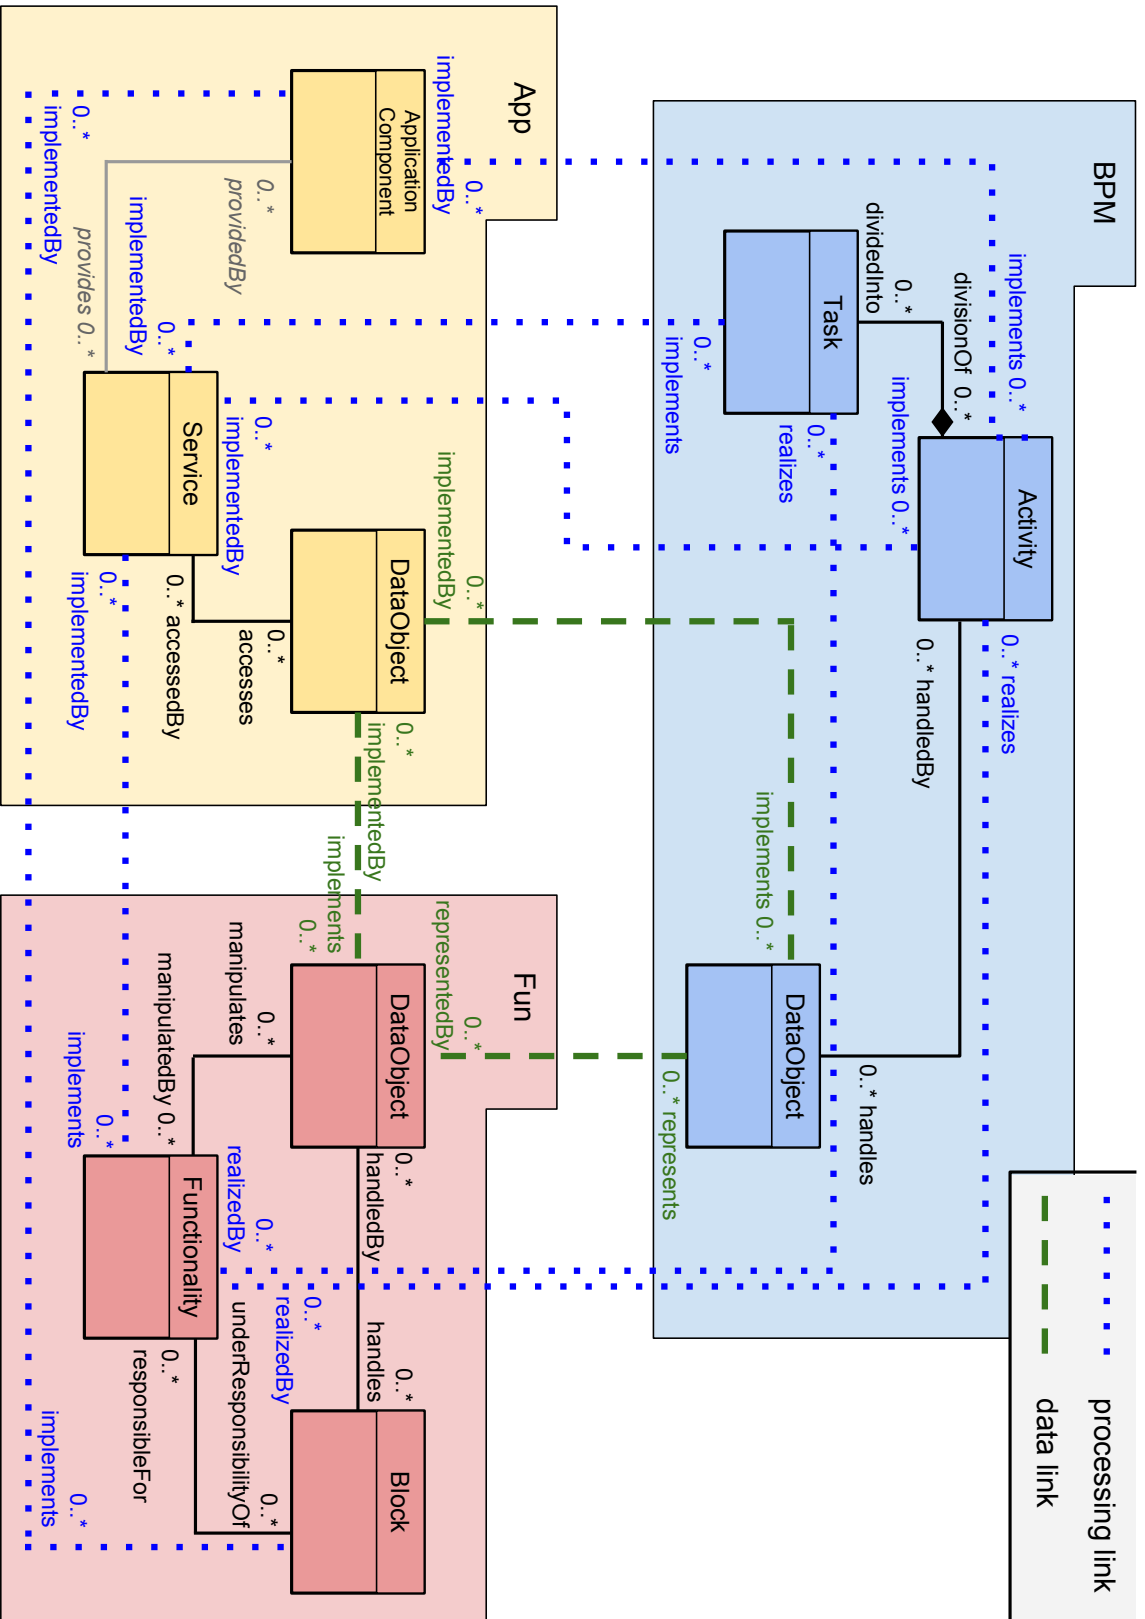 BPM
processing link
data link
implements 0..*
Activity
0..* realizes
divisionOf 0..*
0..*
dividedInto
implements 0..*
0..* handledBy
0..* handles
Task
DataObject
0..*
realizes
implements 0..*
0..*
implements
0..* represents
App
Fun
0..*
implementedBy
0..*
implementedBy
0..*
representedBy
Application
Component
DataObject
0..*
implementedBy
implements
0..*
DataObject
0..*
handledBy
0..*
handles
Block
0..*
providedBy
0..*
implementedBy
0..*
accesses
0..*
manipulates
0..*
realizedBy
0..*
realizedBy
0..*
underResponsibilityOf
0..*
implementedBy
Service
0..* accessedBy
manipulatedBy 0..*
Functionality
0..*
responsibleFor
provides 0..*
0..*
implementedBy
0..*
implements
0..*
implementedBy
0..*
implements